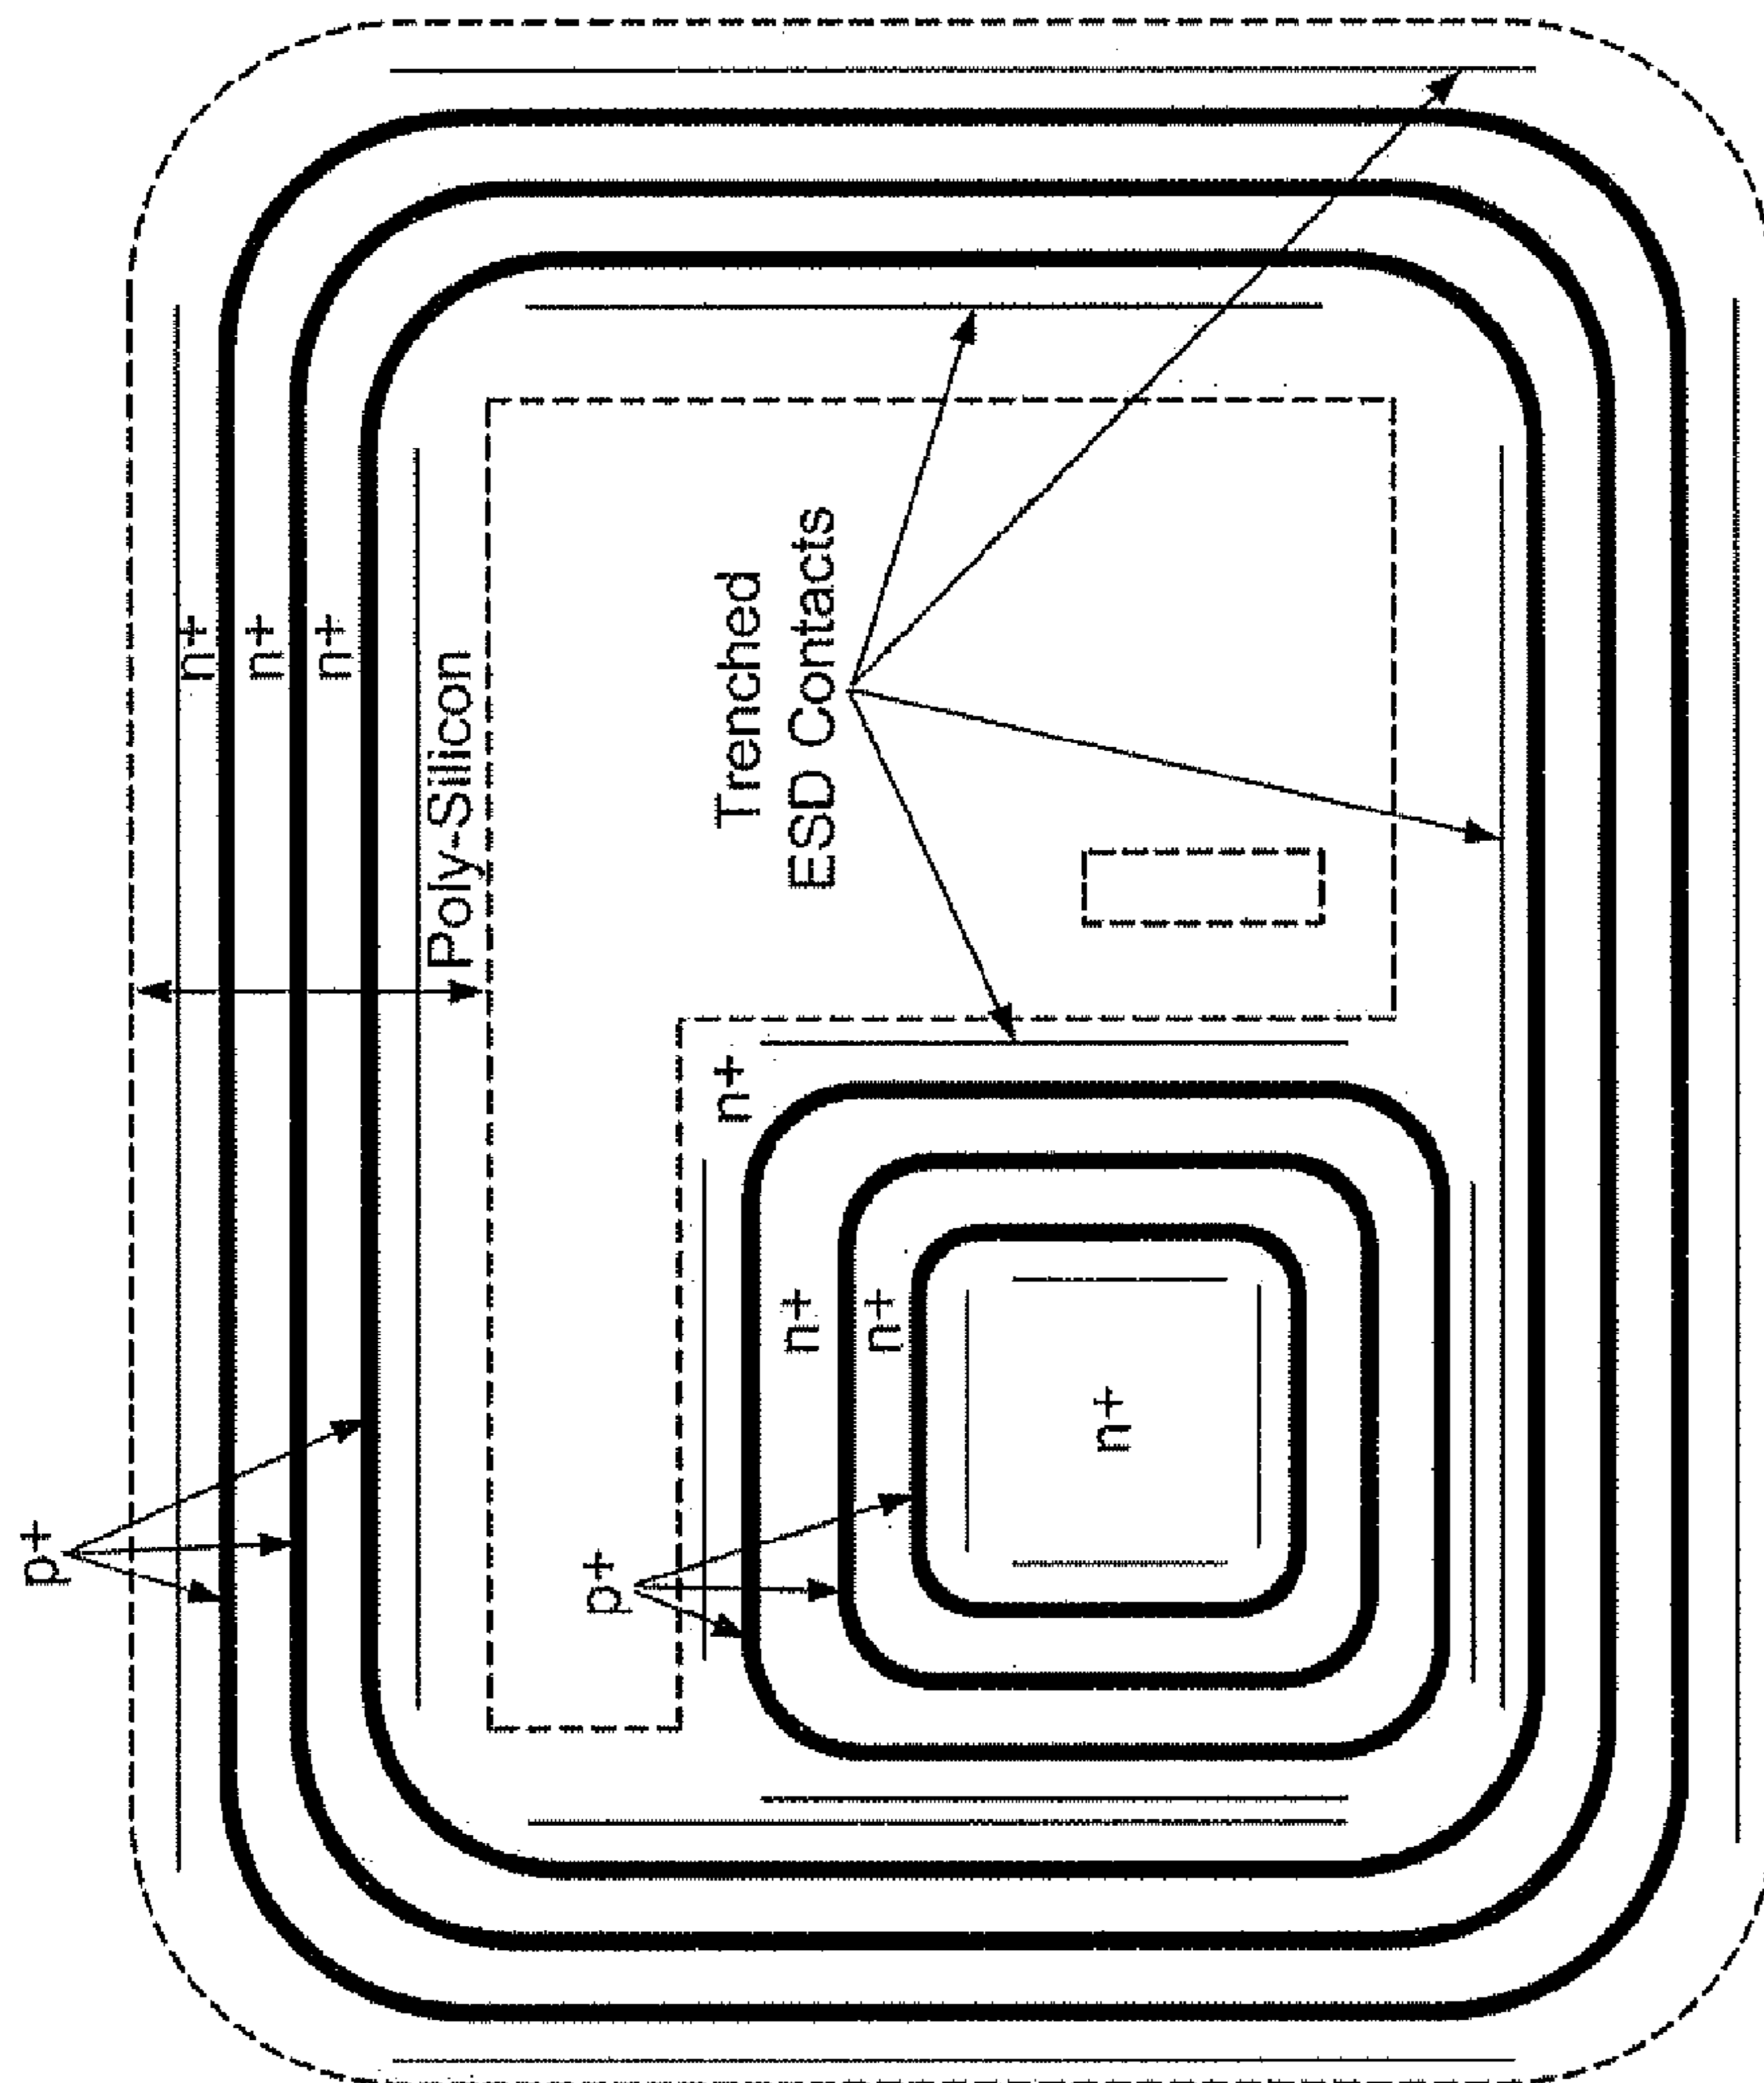 p+
n+
n+
n+
Poly-Silicon
p+
n+
Trenched
ESD Contacts
n+
n+
n+